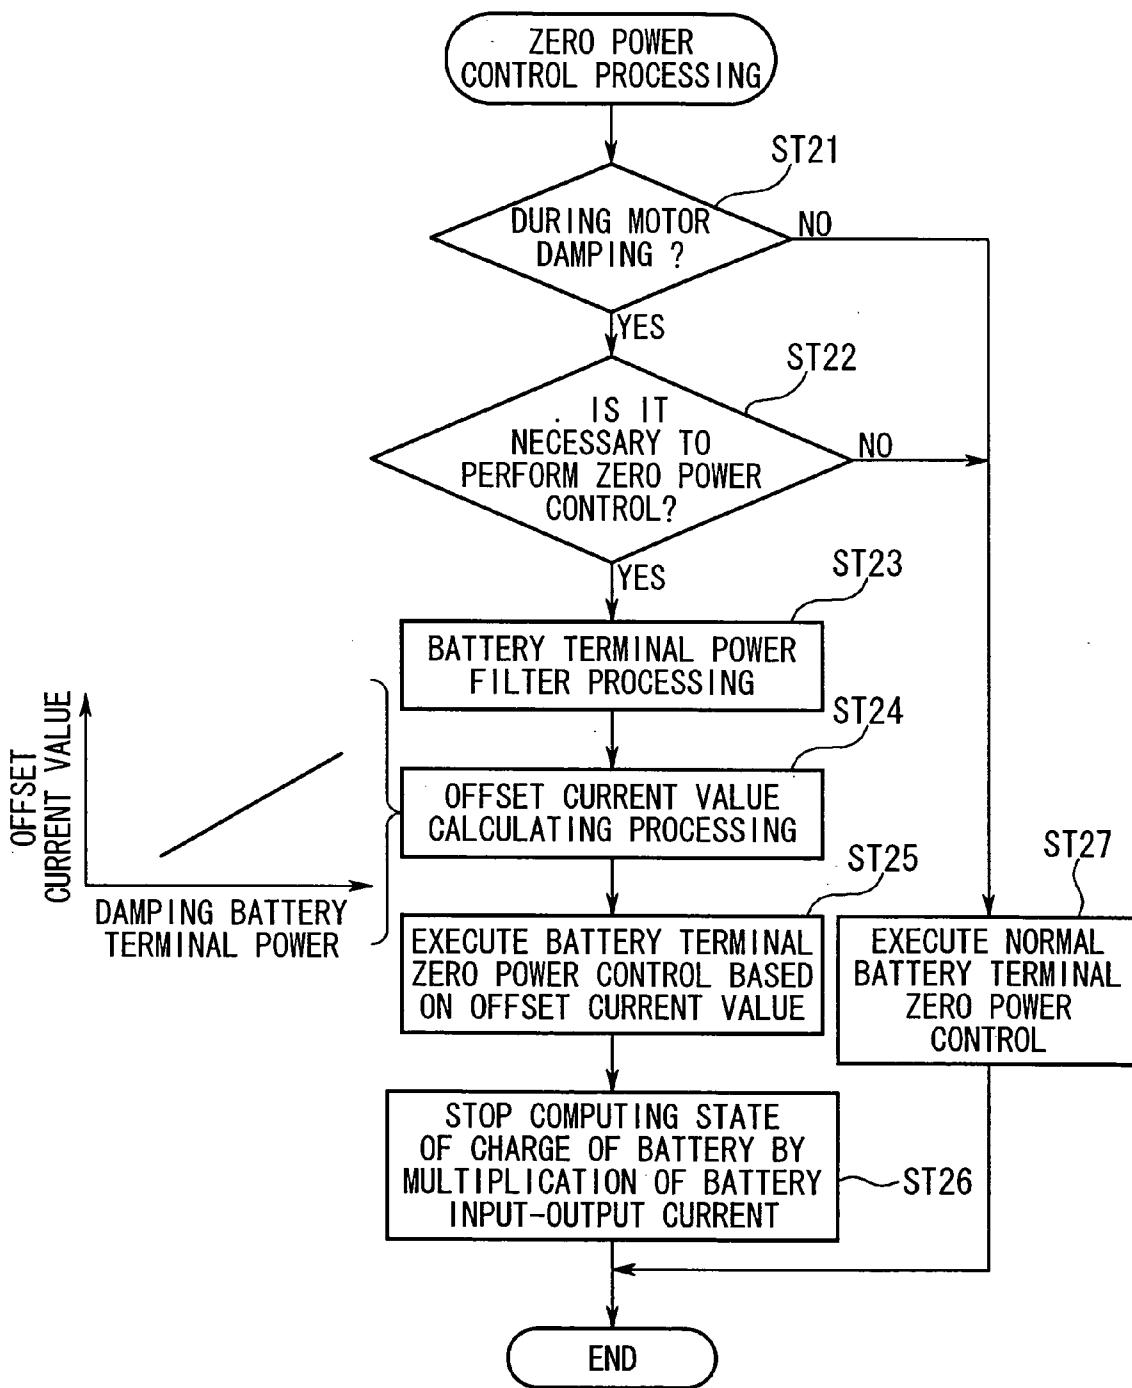 ZERO POWER
CONTROL PROCESSING
ST21
DURING MOTOR
DAMPING ?
NO
YES
ST22
IS IT
NECESSARY TO
PERFORM ZERO POWER
CONTROL?
NO
YES
ST23
BATTERY TERMINAL POWER
FILTER PROCESSING
ST24
OFFSET CURRENT VALUE
CALCULATING PROCESSING
OFFSET
CURRENT VALUE
DAMPING BATTERY
TERMINAL POWER
ST25
EXECUTE BATTERY TERMINAL
ZERO POWER CONTROL BASED
ON OFFSET CURRENT VALUE
ST27
EXECUTE NORMAL
BATTERY TERMINAL
ZERO POWER
CONTROL
STOP COMPUTING STATE
OF CHARGE OF BATTERY BY
MULTIPLICATION OF BATTERY
INPUT-OUTPUT CURRENT
ST26
END